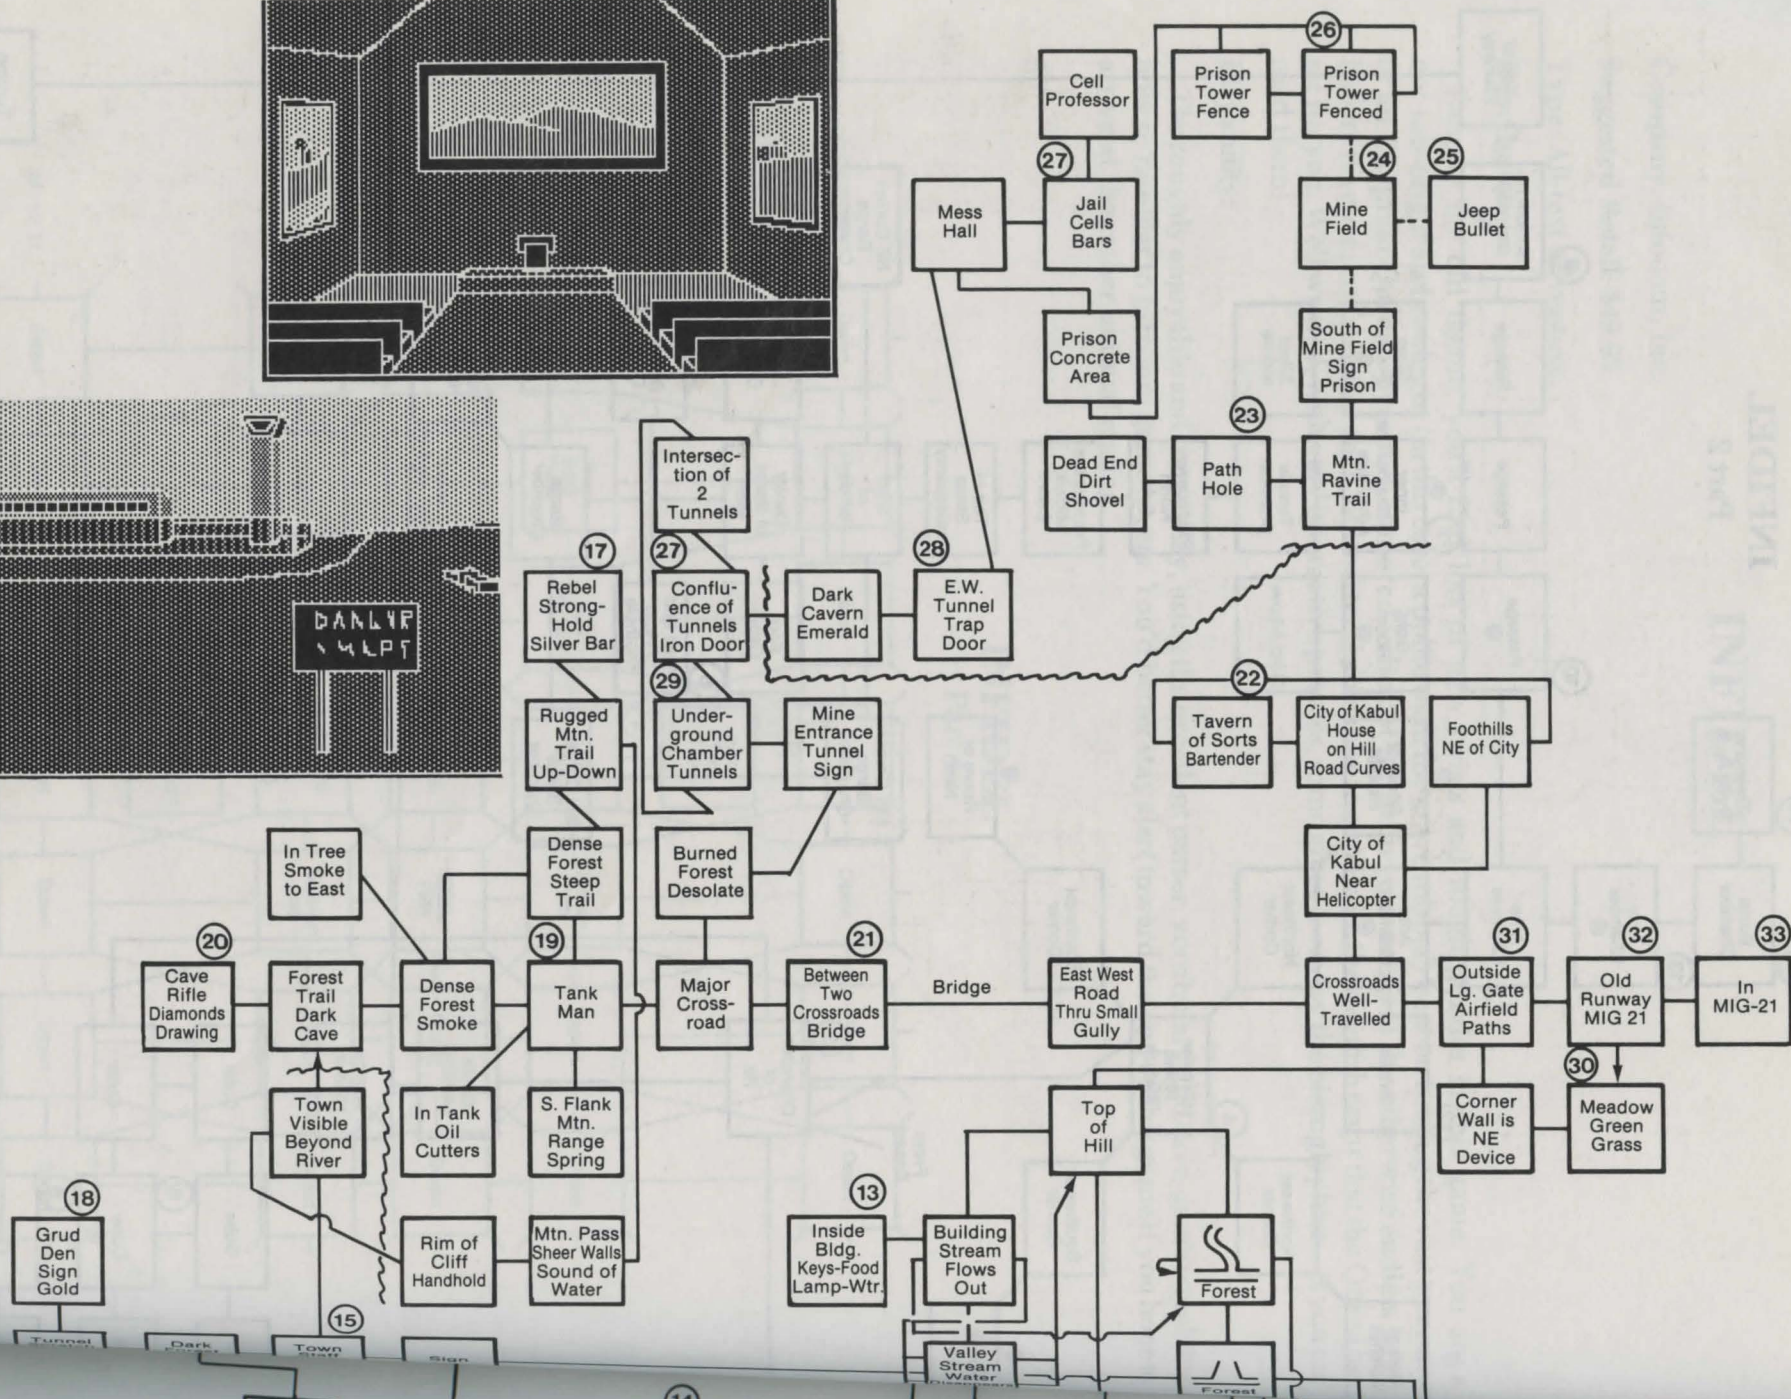 26
Cell
Professor
Prison
Tower
Fence
Prison
Tower
Fenced
27
24
25
Mess
Hall
Jail
Cells
Bars
Mine
Field
Jeep
Bullet
Prison
Concrete
Area
South of
Mine Field
Sign
Prison
23
Intersec-
tion of
2
Tunnels
Dead End
Dirt
Shovel
Path
Hole
Mtn.
Ravine
Trail
17
27
28
Rebel
Strong-
Hold
Silver Bar
Conflu-
ence of
Tunnels
Iron Door
Dark
Cavern
Emerald
E.W.
Tunnel
Trap
Door
29
22
Rugged
Mtn.
Trail
Up-Down
Under-
ground
Chamber
Tunnels
Mine
Entrance
Tunnel
Sign
Tavern
of Sorts
Bartender
City of Kabul
House
on Hill
Road Curves
Foothills
NE of City
In Tree
Smoke
to East
Dense
Forest
Steep
Trail
Burned
Forest
Desolate
City of
Kabul
Near
Helicopter
20
19
21
31
32
33
Cave
Rifle
Diamonds
Drawing
Forest
Trail
Dark
Cave
Dense
Forest
Smoke
Tank
Man
Major
Cross-
road
Between
Two
Crossroads
Bridge
Bridge
East West
Road
Thru Small
Gully
Crossroads
Well-
Travelled
Outside
Lg. Gate
Airfield
Paths
Old
Runway
MIG 21
In
MIG-21
30
Town
Visible
Beyond
River
In Tank
Oil
Cutters
S. Flank
Mtn.
Range
Spring
Top
of
Hill
Corner
Wall is
NE
Device
Meadow
Green
Grass
18
13
Grud
Den
Sign
Gold
Rim of
Cliff
Handhold
Mtn. Pass
Sheer Walls
Sound of
Water
Inside
Bldg.
Keys-Food
Lamp-Wtr.
Building
Stream
Flows
Out
Forest
15
Tunnel
Dark
Town
Staff
Sign
Valley
Stream
Water
Forest
14
INFIDEL
Part 2